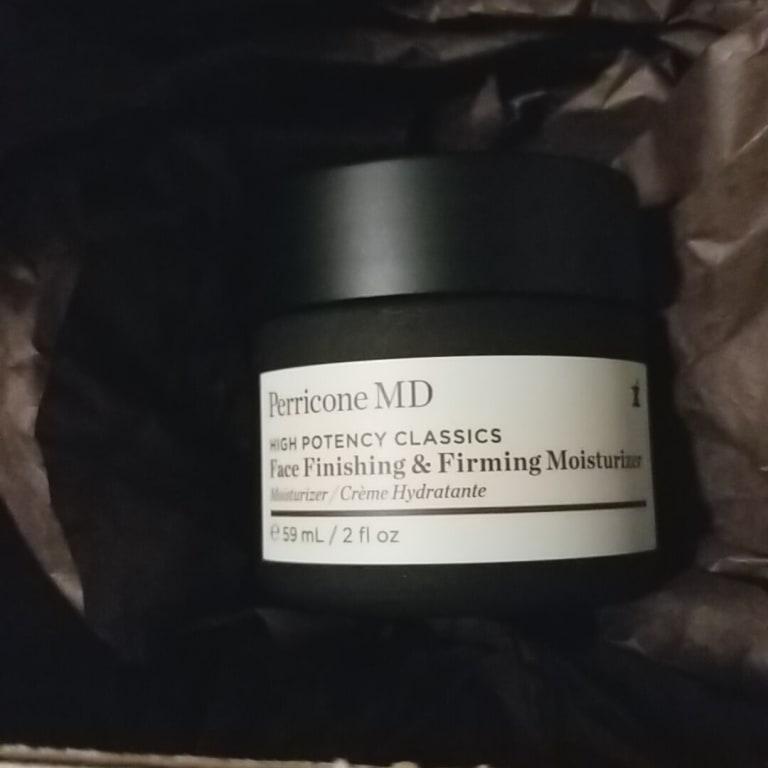 Perricone MD
HIGH POTENCY CLASSICS
Face Finishing & Firming Moisturizer
Moisturizer / Crème Hydratante
℮ 59 mL / 2 fl oz